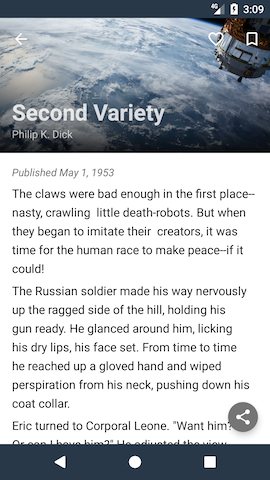 4G 3:09
Second Variety
Philip K. Dick
Published May 1, 1953
The claws were bad enough in the first place--
nasty, crawling  little death-robots. But when
they began to imitate their  creators, it was
time for the human race to make peace--if it
could!
The Russian soldier made his way nervously
up the ragged side of the hill, holding his
gun ready. He glanced around him, licking
his dry lips, his face set. From time to time
he reached up a gloved hand and wiped
perspiration from his neck, pushing down his
coat collar.
Eric turned to Corporal Leone. "Want him?
Or can I have him?" He adjusted the view